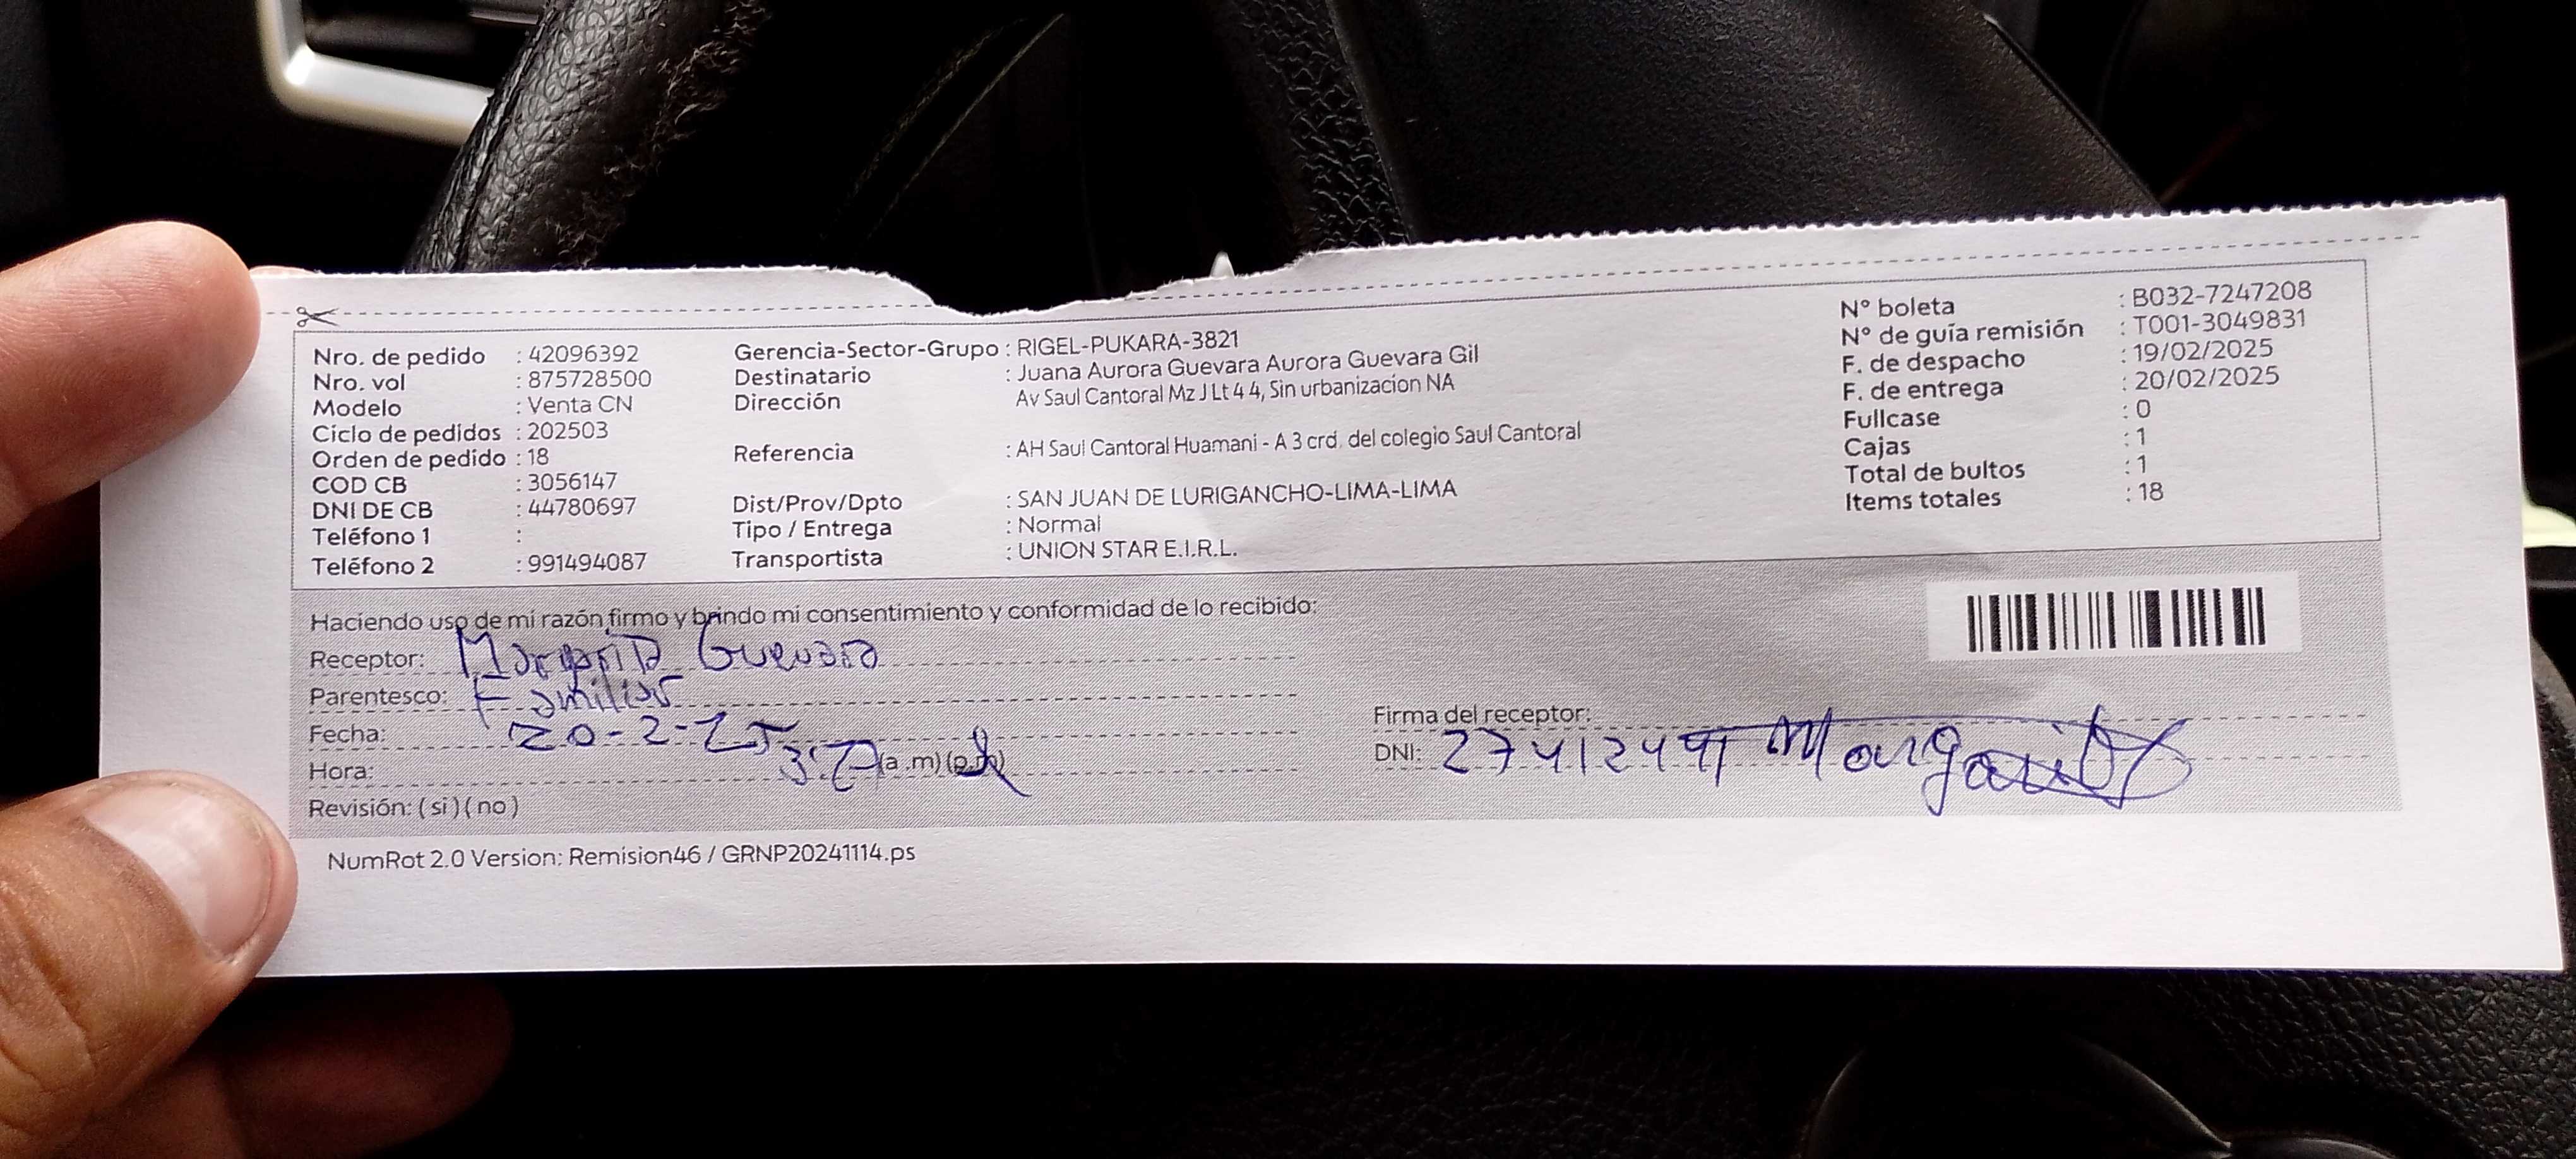 Nro. de pedido : 42096392 Gerencia-Sector-Grupo : RIGEL-PUKARA-3821 N° boleta : B032-7247208
Nro. vol : 875728500 Destinatario : Juana Aurora Guevara Aurora Guevara Gil N° de guía remisión : T001-3049831
Modelo : Venta CN Dirección Av Saul Cantoral Mz J Lt 4 4, Sin urbanizacion NA F. de despacho : 19/02/2025
Ciclo de pedidos : 202503 F. de entrega : 20/02/2025
Orden de pedido : 18 Referencia : AH Saul Cantoral Huamani - A 3 crd. del colegio Saul Cantoral Fullcase : 0
COD CB : 3056147 Cajas : 1
DNI DE CB : 44780697 Dist/Prov/Dpto : SAN JUAN DE LURIGANCHO-LIMA-LIMA Total de bultos : 1
Teléfono 1 : Tipo / Entrega : Normal Items totales : 18
Teléfono 2 : 991494087 Transportista : UNION STAR E.I.R.L.
Haciendo uso de mi razón firmo y brindo mi consentimiento y conformidad de lo recibido:
Receptor: Margarita Guevara
Parentesco: Familiar
Fecha: 20-2-25 Firma del receptor:
Hora: (a.m) DNI: Margarita
Revisión: ( si ) ( no )
NumRot 2.0 Version: Remision46 / GRNP20241114.ps